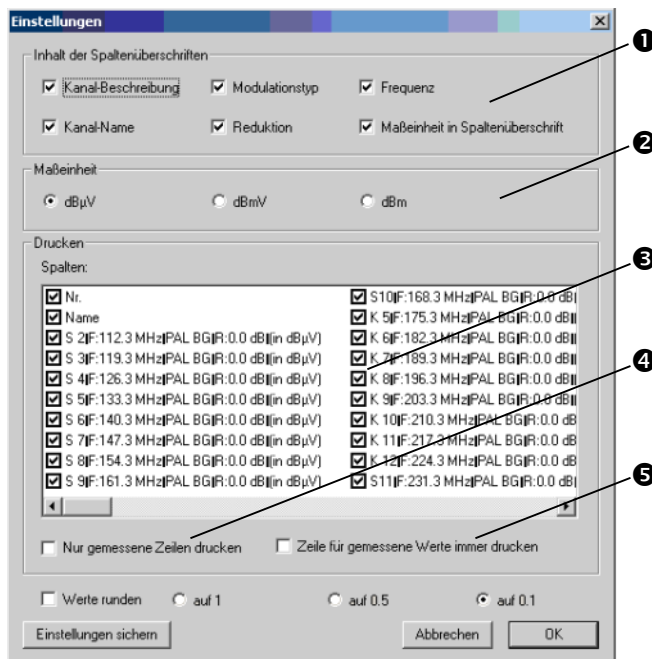 Einstellungen
Inhalt der Spaltenüberschriften
❶
Kanal-Beschreibung Modulationstyp Frequenz
Kanal-Name Reduktion Maßeinheit in Spaltenüberschrift
Maßeinheit
❷
dBµV dBmV dBm
Drucken
Spalten:
❸
Nr. S10|F:168.3 MHz|PAL BG|R:0.0 dB|
Name K 5|F:175.3 MHz|PAL BG|R:0.0 dB|
S 2|F:112.3 MHz|PAL BG|R:0.0 dB|(in dBµV) K 6|F:182.3 MHz|PAL BG|R:0.0 dB|
S 3|F:119.3 MHz|PAL BG|R:0.0 dB|(in dBµV) K 7|F:189.3 MHz|PAL BG|R:0.0 dB|
S 4|F:126.3 MHz|PAL BG|R:0.0 dB|(in dBµV) K 8|F:196.3 MHz|PAL BG|R:0.0 dB|
❹
S 5|F:133.3 MHz|PAL BG|R:0.0 dB|(in dBµV) K 9|F:203.3 MHz|PAL BG|R:0.0 dB|
S 6|F:140.3 MHz|PAL BG|R:0.0 dB|(in dBµV) K 10|F:210.3 MHz|PAL BG|R:0.0 dB
S 7|F:147.3 MHz|PAL BG|R:0.0 dB|(in dBµV) K 11|F:217.3 MHz|PAL BG|R:0.0 dB
S 8|F:154.3 MHz|PAL BG|R:0.0 dB|(in dBµV) K 12|F:224.3 MHz|PAL BG|R:0.0 dB
S 9|F:161.3 MHz|PAL BG|R:0.0 dB|(in dBµV) S11|F:231.3 MHz|PAL BG|R:0.0 dB
❺
Nur gemessene Zeilen drucken Zeile für gemessene Werte immer drucken
Werte runden auf 1 auf 0.5 auf 0.1
Einstellungen sichern Abbrechen OK